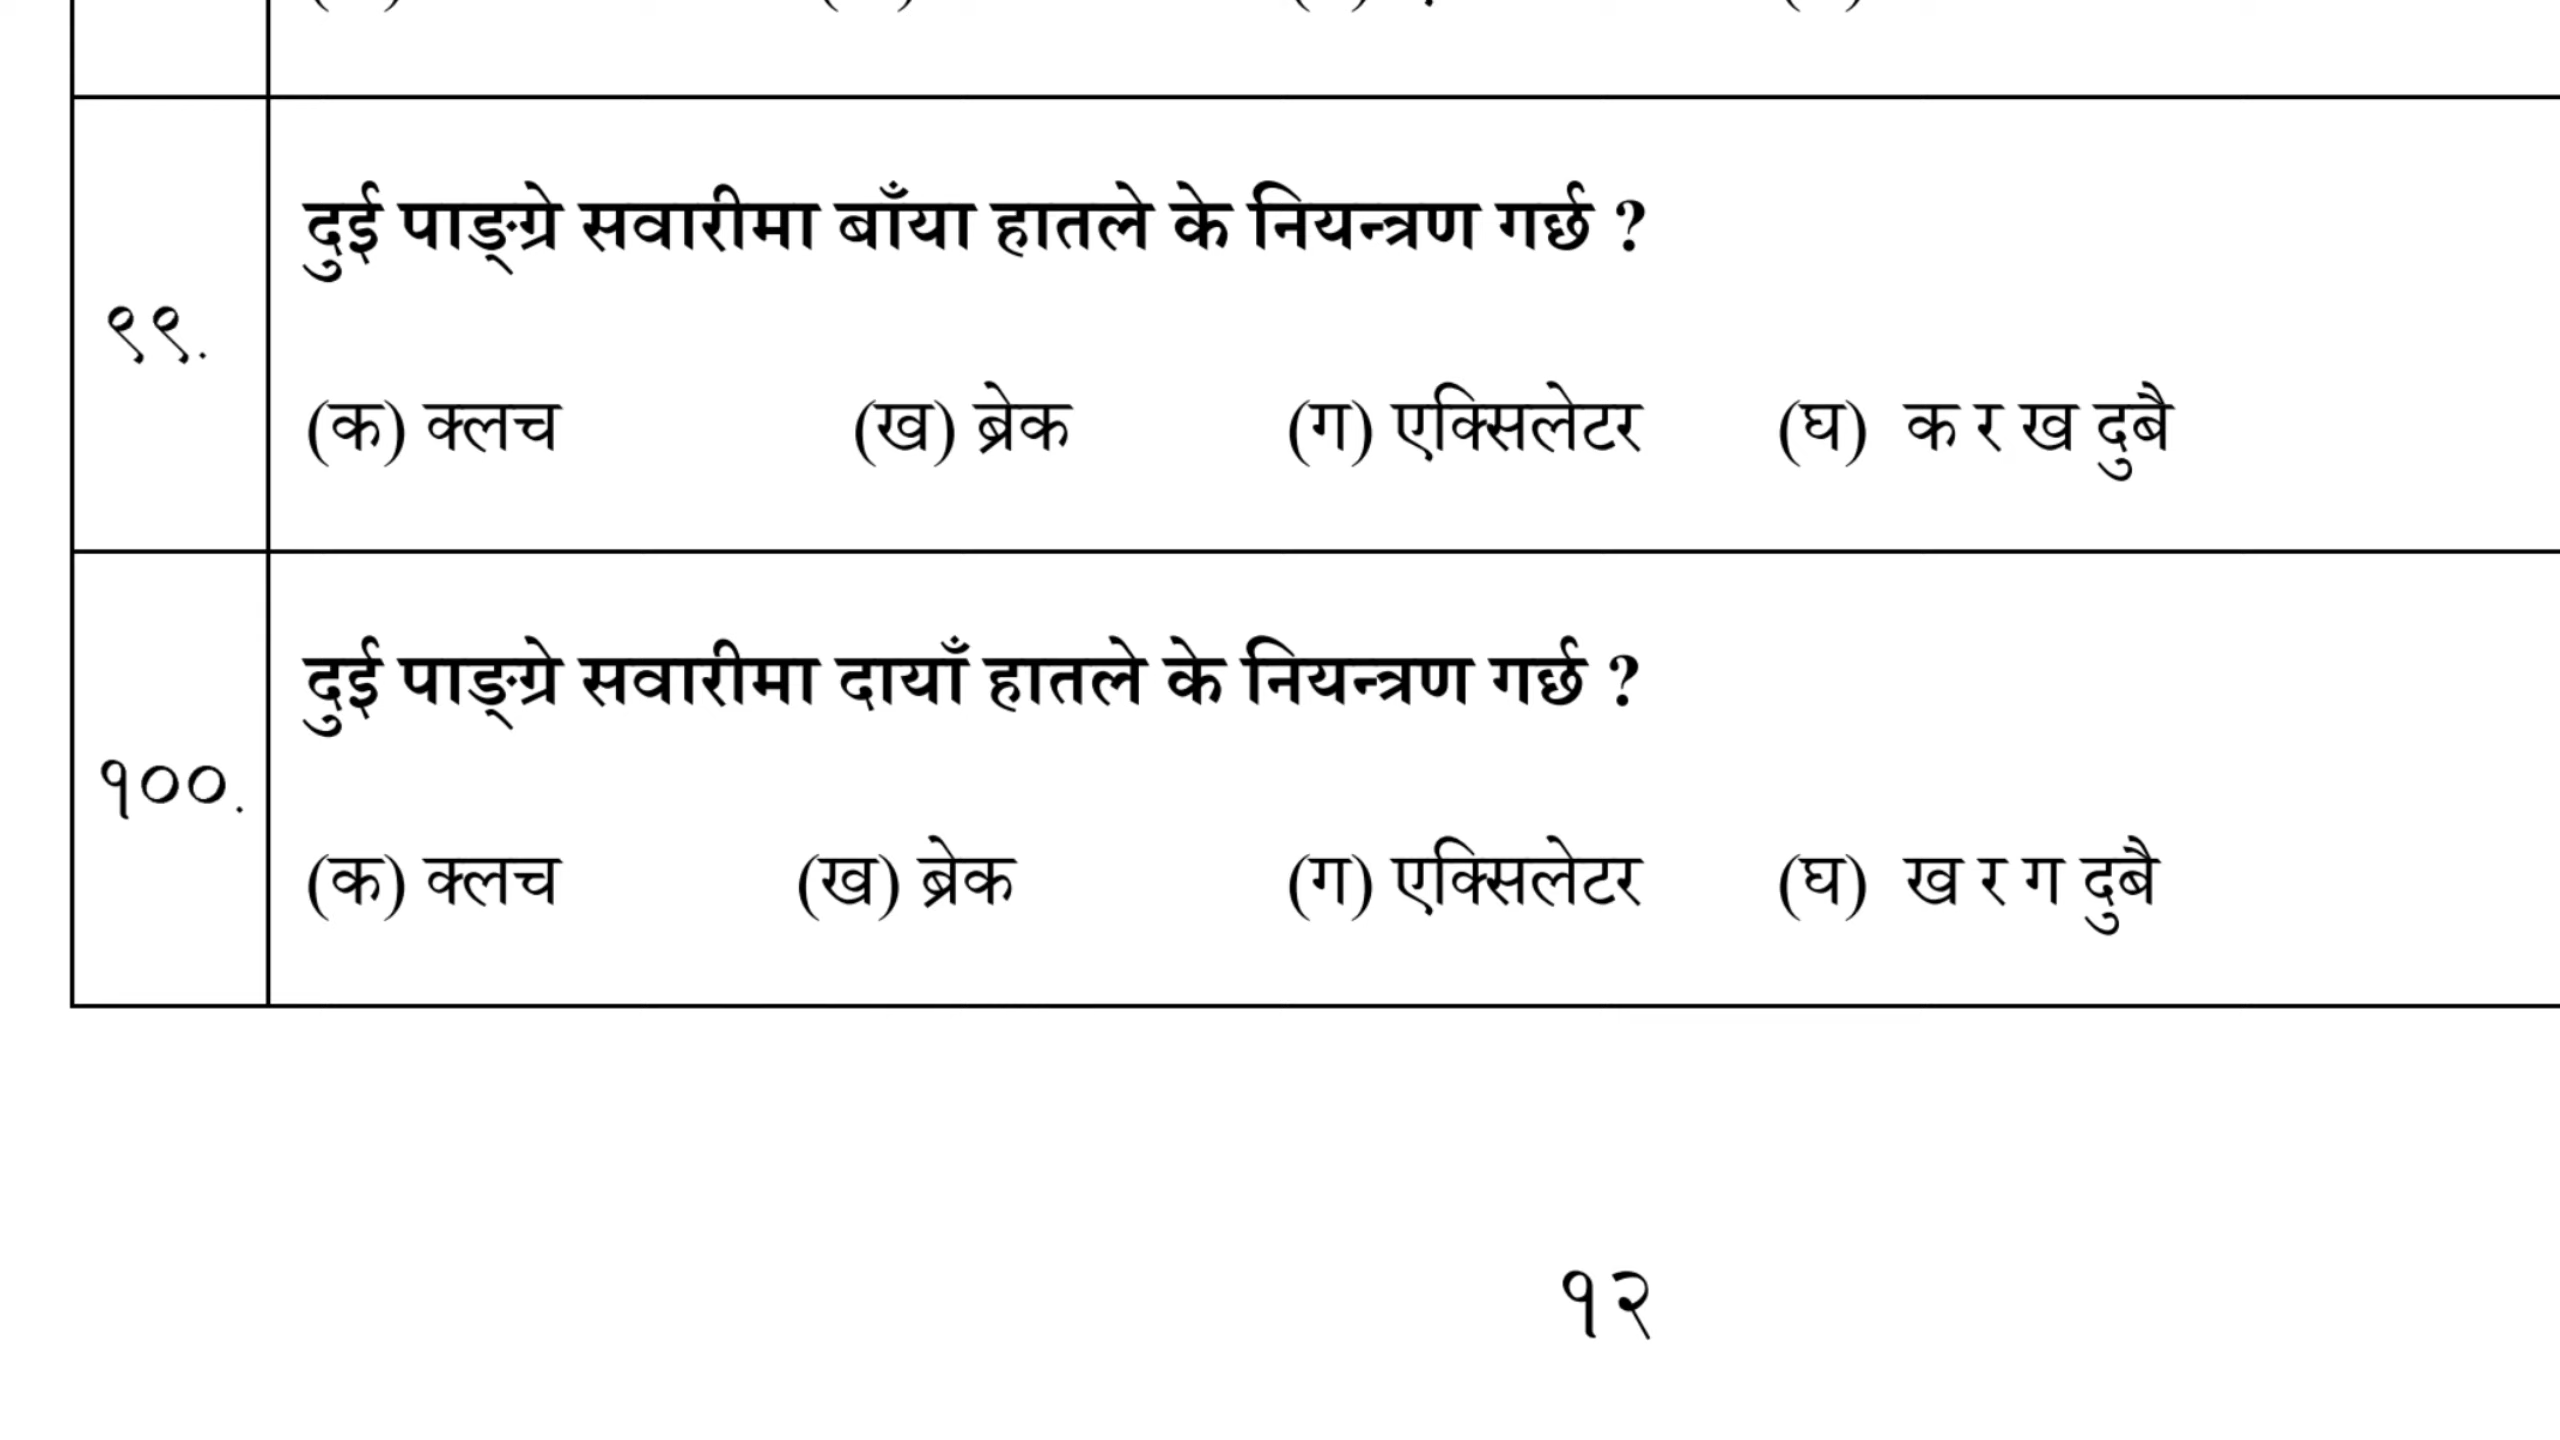 दुई पाङ्ग्रे सवारीमा बाँया हातले के नियन्त्रण गर्छ ?
९९.
(क) क्लच (ख) ब्रेक (ग) एक्सिलेटर (घ) क र ख दुबै
दुई पाङ्ग्रे सवारीमा दायाँ हातले के नियन्त्रण गर्छ ?
१००.
(क) क्लच (ख) ब्रेक (ग) एक्सिलेटर (घ) ख र ग दुबै
१२